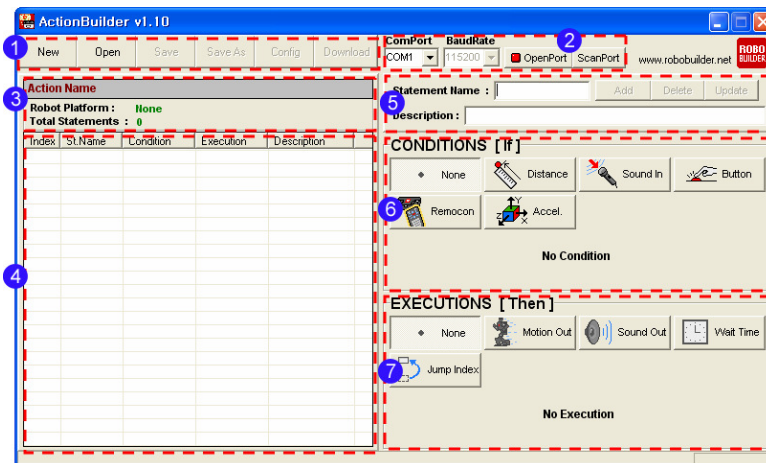 ActionBuilder v1.10
1
New Open Save Save As Config Download
ComPort BaudRate
2
COM1 115200 OpenPort ScanPort
www.robobuilder.net
ROBO
BUILDER
3
Action Name
Robot Platform : None
Total Statements : 0
4
Index St.Name Condition Execution Description
5
Statement Name : Add Delete Update
Description :
6
CONDITIONS [ If ]
None Distance Sound In Button
Remocon Accel.
Z Y X
No Condition
7
EXECUTIONS [ Then ]
None Motion Out Sound Out Wait Time
Jump Index
No Execution